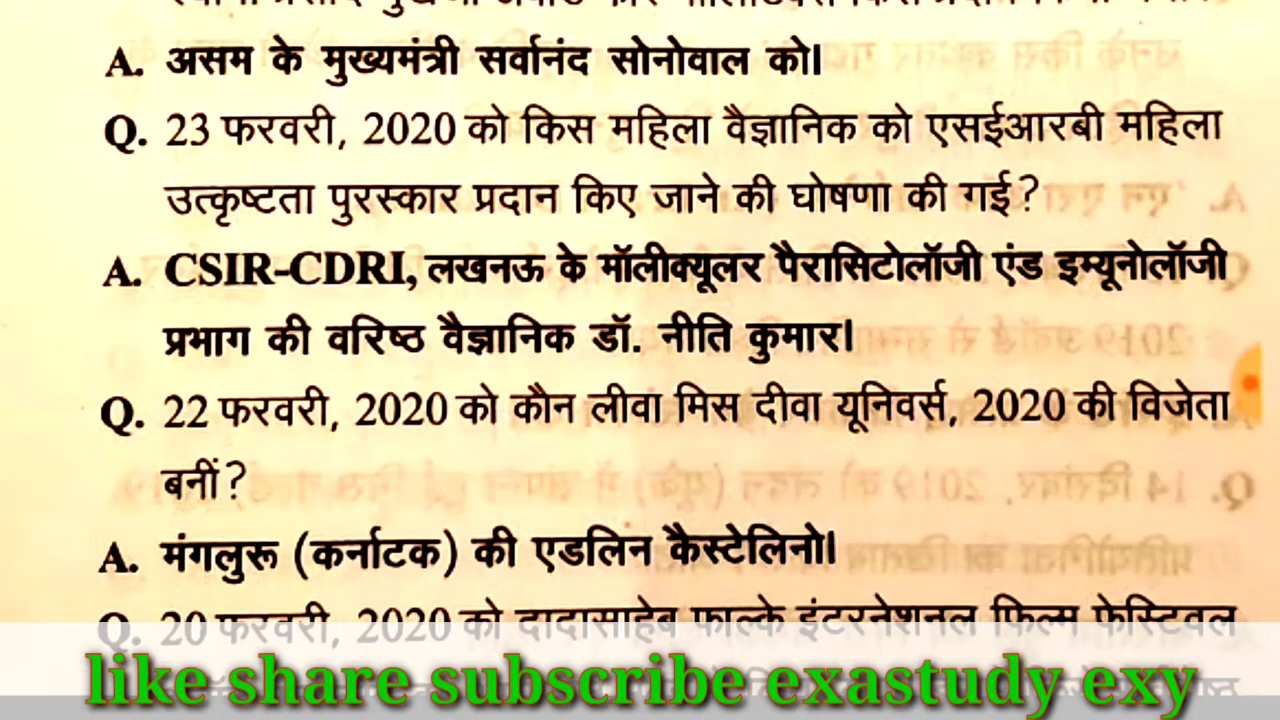 A. असम के मुख्यमंत्री सर्वानंद सोनोवाल को।
Q. 23 फरवरी, 2020 को किस महिला वैज्ञानिक को एसईआरबी महिला
उत्कृष्टता पुरस्कार प्रदान किए जाने की घोषणा की गई?
A. CSIR-CDRI, लखनऊ के मॉलीक्यूलर पैरासिटोलॉजी एंड इम्यूनोलॉजी
प्रभाग की वरिष्ठ वैज्ञानिक डॉ. नीति कुमार।
Q. 22 फरवरी, 2020 को कौन लीवा मिस दीवा यूनिवर्स, 2020 की विजेता
बनीं?
A. मंगलुरू (कर्नाटक) की एडलिन कैस्टेलिनो।
Q. 20 फरवरी, 2020 को दादासाहेब फाल्के इंटरनेशनल फिल्म फेस्टिवल
like share subscribe exastudy exy